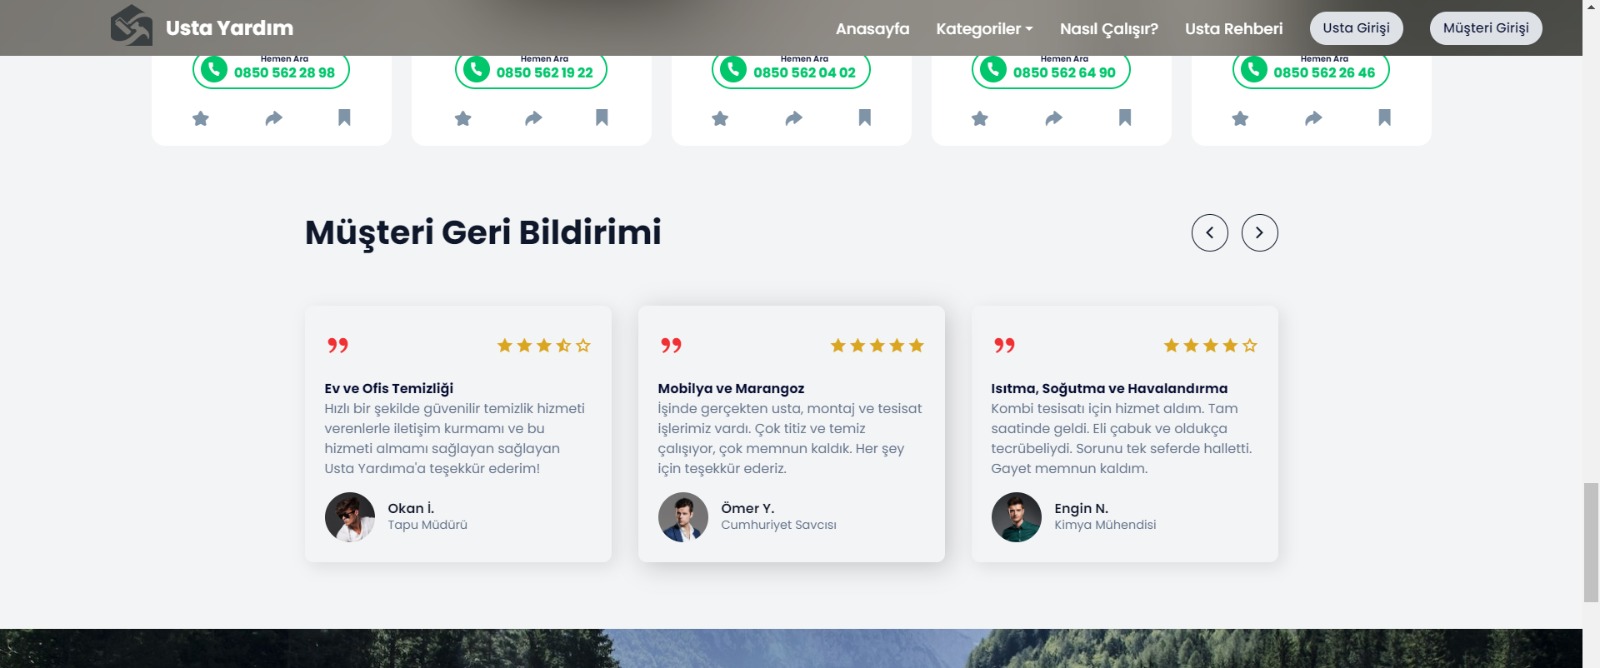 Usta Yardım
Anasayfa Kategoriler Nasıl Çalışır? Usta Rehberi Usta Girişi Müşteri Girişi
Hemen Ara Hemen Ara Hemen Ara Hemen Ara Hemen Ara
0850 562 28 98 0850 562 19 22 0850 562 04 02 0850 562 64 90 0850 562 26 46
Müşteri Geri Bildirimi
Ev ve Ofis Temizliği
Hızlı bir şekilde güvenilir temizlik hizmeti
verenlerle iletişim kurmamı ve bu
hizmeti almamı sağlayan sağlayan
Usta Yardıma'a teşekkür ederim!
Okan İ.
Tapu Müdürü
Mobilya ve Marangoz
İşinde gerçekten usta, montaj ve tesisat
işlerimiz vardı. Çok titiz ve temiz
çalışıyor, çok memnun kaldık. Her şey
için teşekkür ederiz.
Ömer Y.
Cumhuriyet Savcısı
Isıtma, Soğutma ve Havalandırma
Kombi tesisatı için hizmet aldım. Tam
saatinde geldi. Eli çabuk ve oldukça
tecrübeliydi. Sorunu tek seferde halletti.
Gayet memnun kaldım.
Engin N.
Kimya Mühendisi